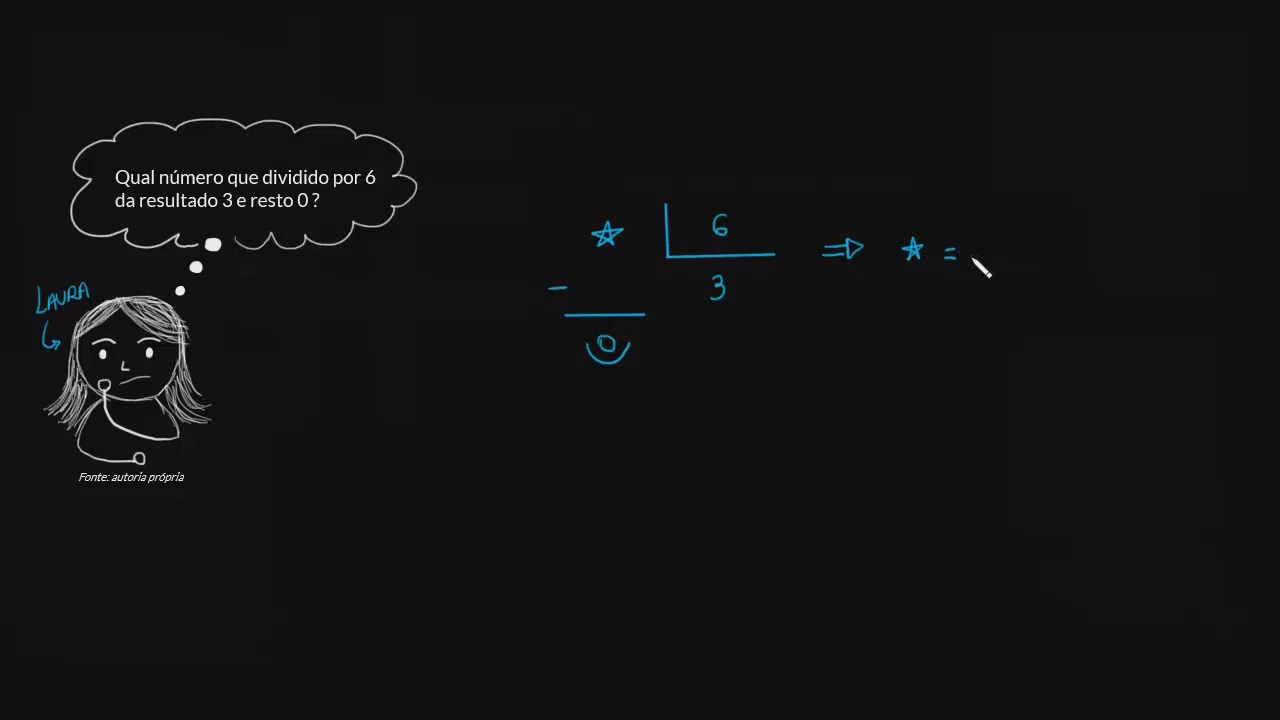 Qual número que dividido por 6
da resultado 3 e resto 0 ?
LAURA
Fonte: autoria própria
☆ 6
− 3
0
⇒ ☆ =